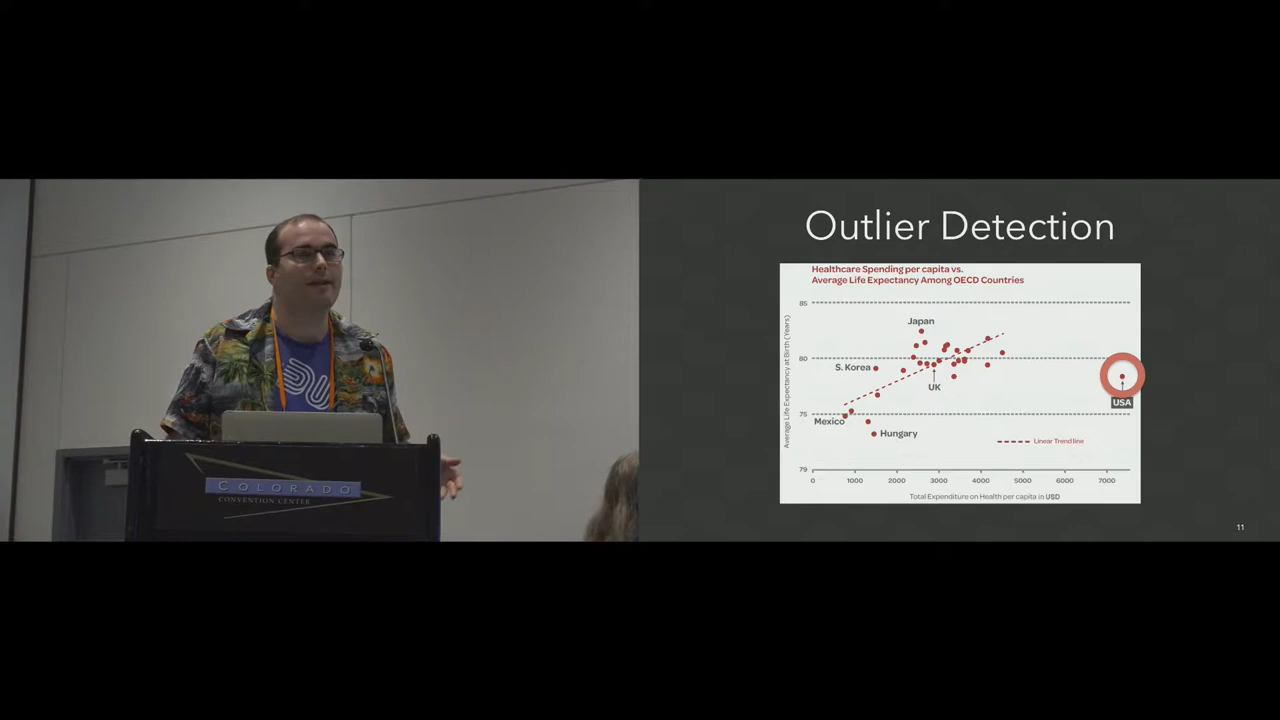 COLORADO
CONVENTION CENTER
Outlier Detection
Healthcare Spending per capita vs.
Average Life Expectancy Among OECD Countries
Average Life Expectancy at Birth (Years)
85
80
75
79
Japan
S. Korea
UK
USA
Mexico
Hungary
Linear Trend line
0 1000 2000 3000 4000 5000 6000 7000
Total Expenditure on Health per capita in USD
11